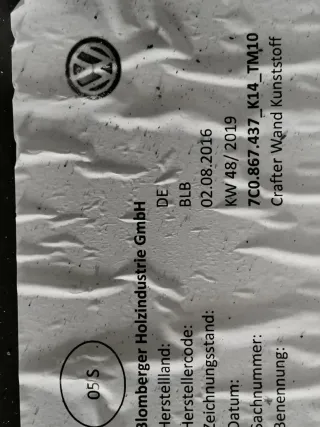 05 S
Blomberger Holzindustrie GmbH
Herstellland: DE
Herstellercode: BLB
Zeichnungsstand: 02.08.2016
Datum: KW 48/ 2019
Sachnummer: 7C0.867.437_K14_TM10
Benennung: Crafter Wand Kunststoff